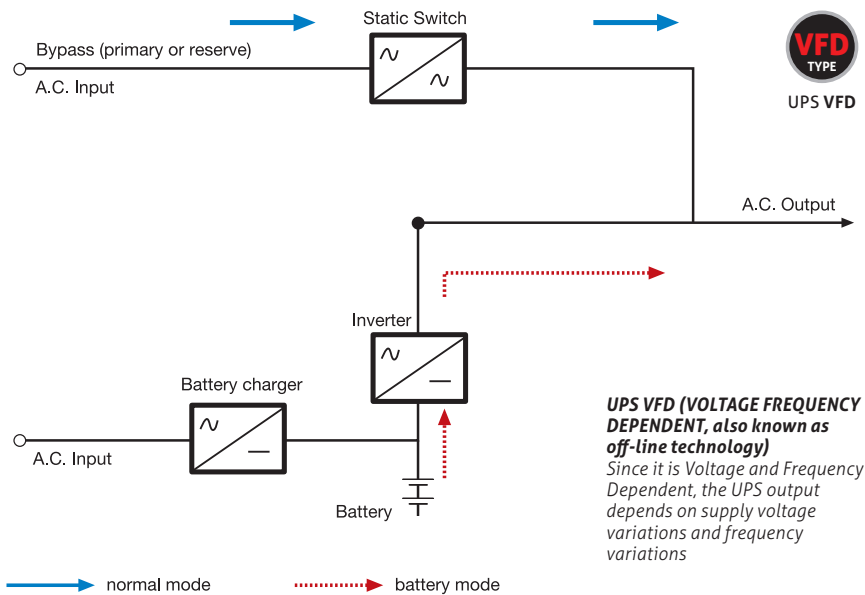 Static Switch
Bypass (primary or reserve)
A.C. Input
VFD
TYPE
UPS VFD
A.C. Output
Inverter
Battery charger
A.C. Input
Battery
UPS VFD (VOLTAGE FREQUENCY
DEPENDENT, also known as
off-line technology)
Since it is Voltage and Frequency
Dependent, the UPS output
depends on supply voltage
variations and frequency
variations
normal mode
battery mode